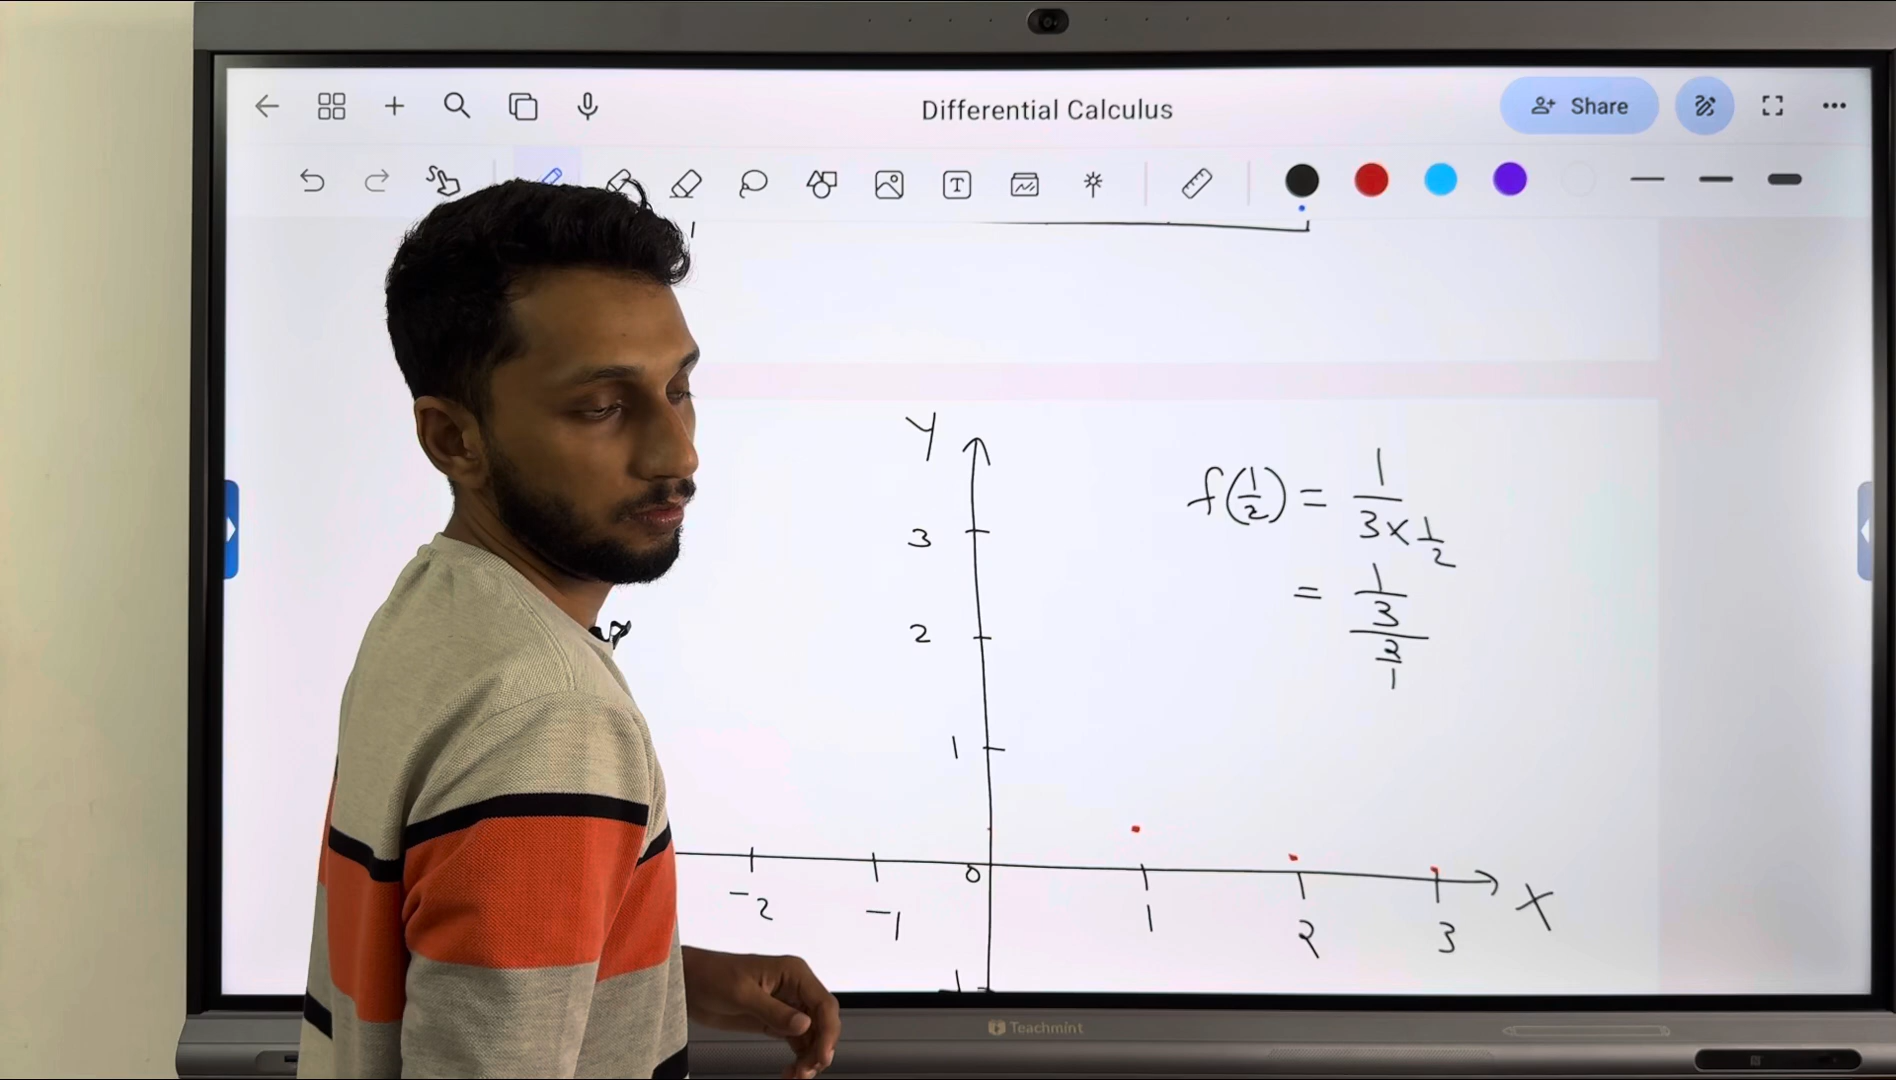 Differential Calculus
Share
T
Y
3
2
1
f(1/2) = 1/(3×1/2)
= (1/3)/(2/1)
-2
-1
0
1
2
3
X
1
Teachmint